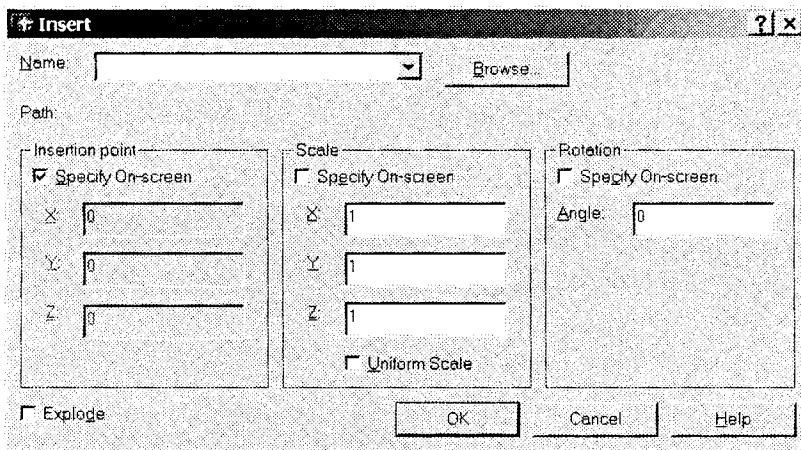 Insert
Name: Browse...
Path:
Insertion point
Specify On-screen
X: 0
Y: 0
Z: 0
Scale
Specify On-screen
X: 1
Y: 1
Z: 1
Uniform Scale
Rotation
Specify On-screen
Angle: 0
Explode
OK Cancel Help